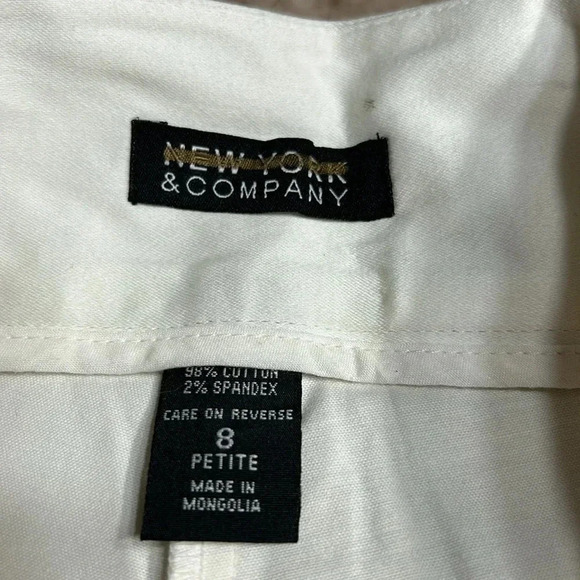 NEW YORK
& COMPANY
98% COTTON
2% SPANDEX
CARE ON REVERSE
8
PETITE
MADE IN
MONGOLIA